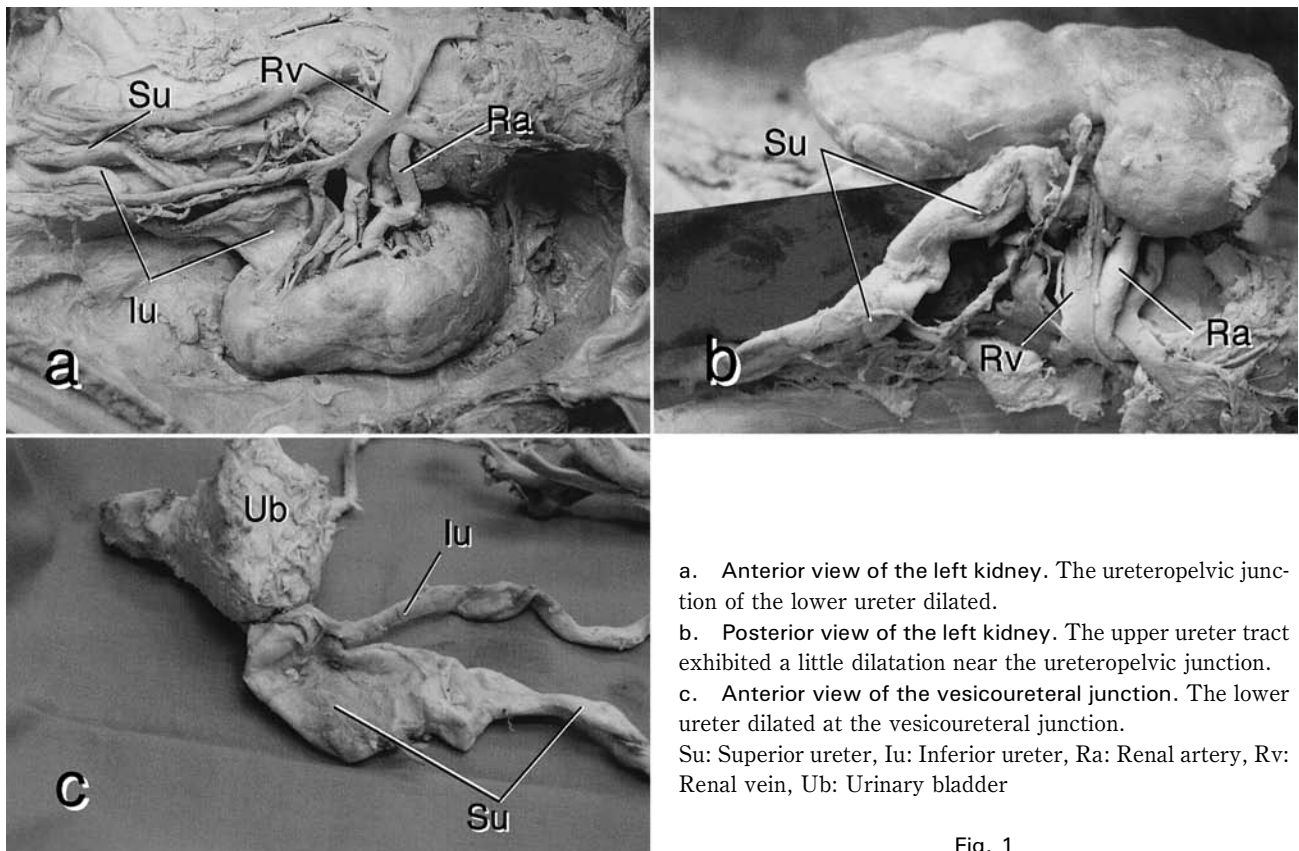 Su
Rv
Ra
Iu
a
Su
Rv
Ra
b
Ub
Iu
Su
c
a. Anterior view of the left kidney. The ureteropelvic junc-
tion of the lower ureter dilated.
b. Posterior view of the left kidney. The upper ureter tract
exhibited a little dilatation near the ureteropelvic junction.
c. Anterior view of the vesicoureteral junction. The lower
ureter dilated at the vesicoureteral junction.
Su: Superior ureter, Iu: Inferior ureter, Ra: Renal artery, Rv:
Renal vein, Ub: Urinary bladder
Fig. 1